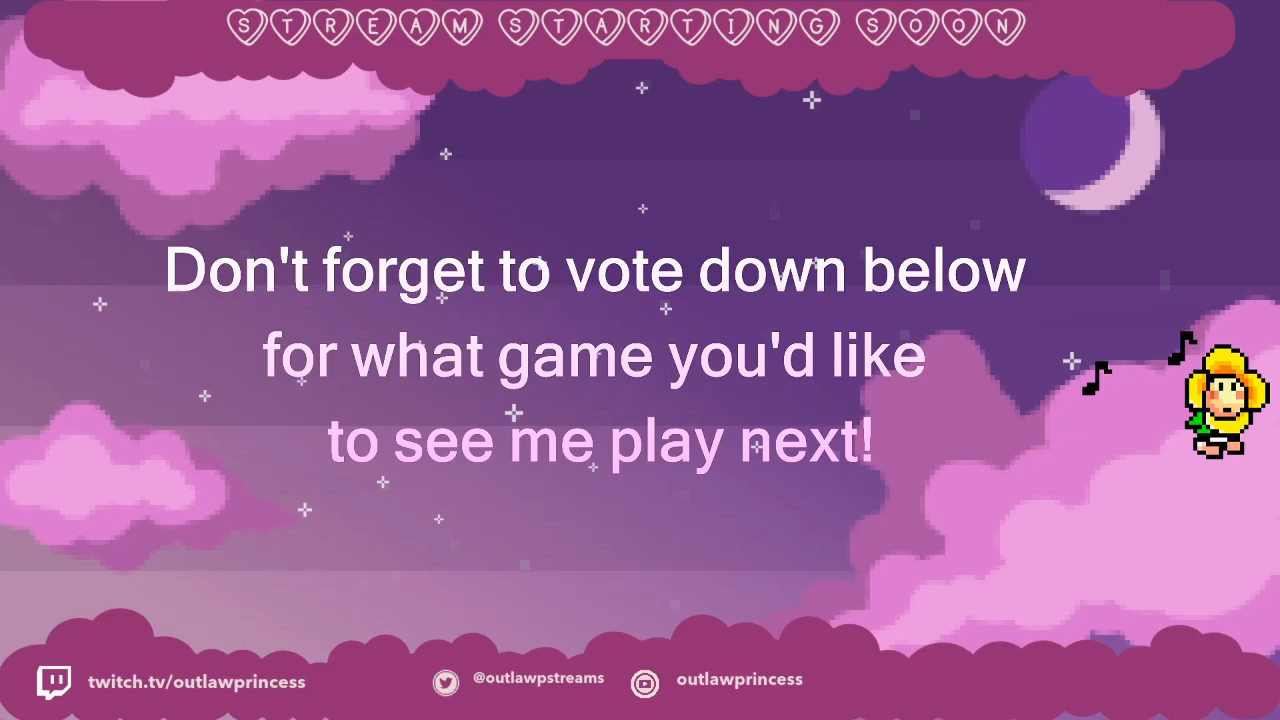 STREAM STARTING SOON
Don't forget to vote down below
for what game you'd like
to see me play next!
twitch.tv/outlawprincess
@outlawpstreams
outlawprincess